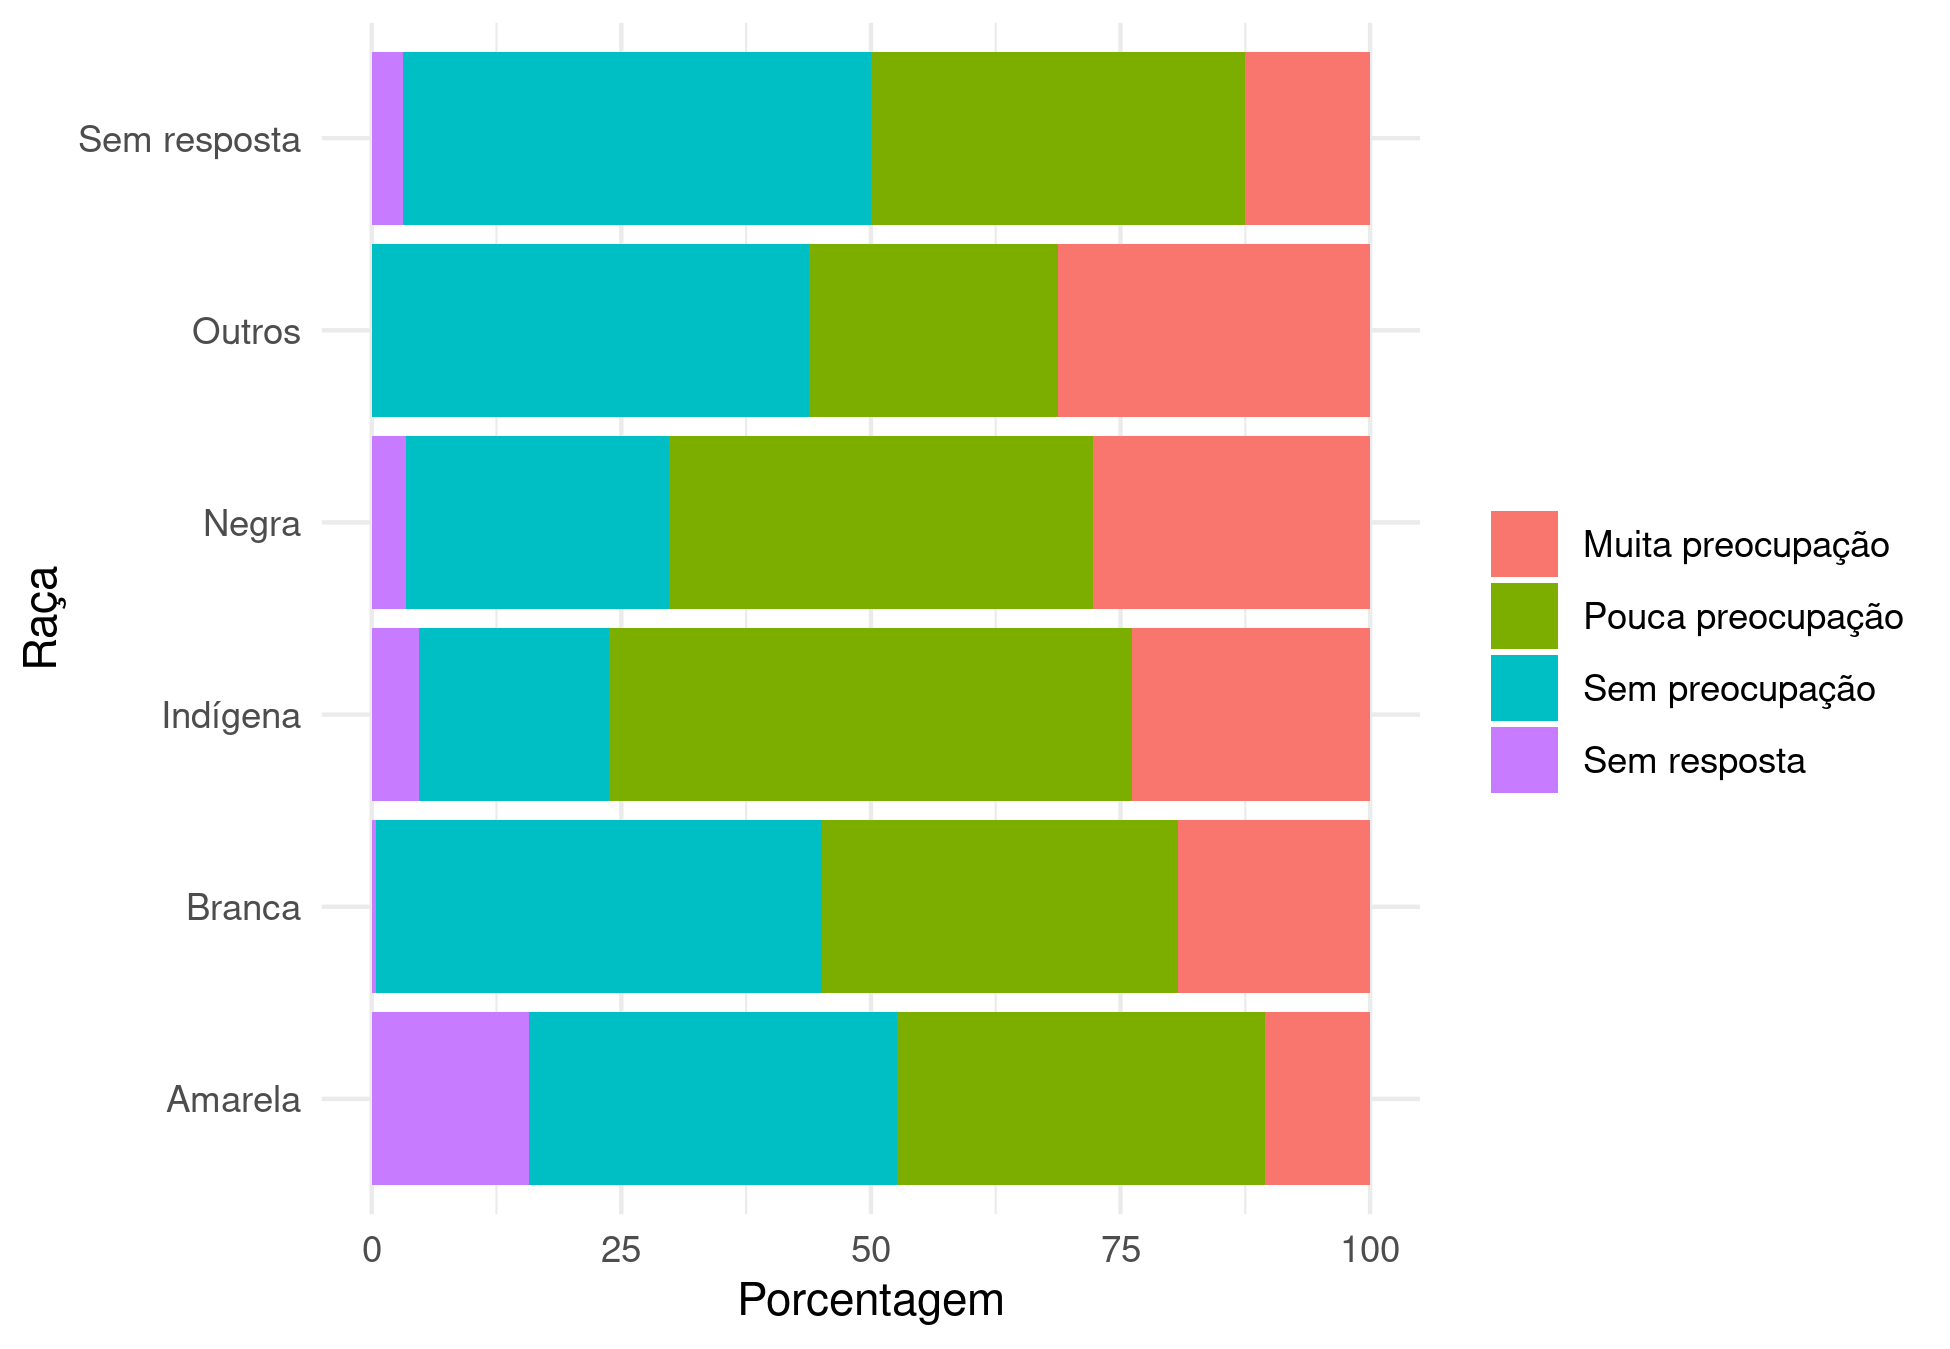 Sem resposta
Outros
Negra
Indígena
Branca
Amarela
Raça
0 25 50 75 100
Porcentagem
Muita preocupação
Pouca preocupação
Sem preocupação
Sem resposta